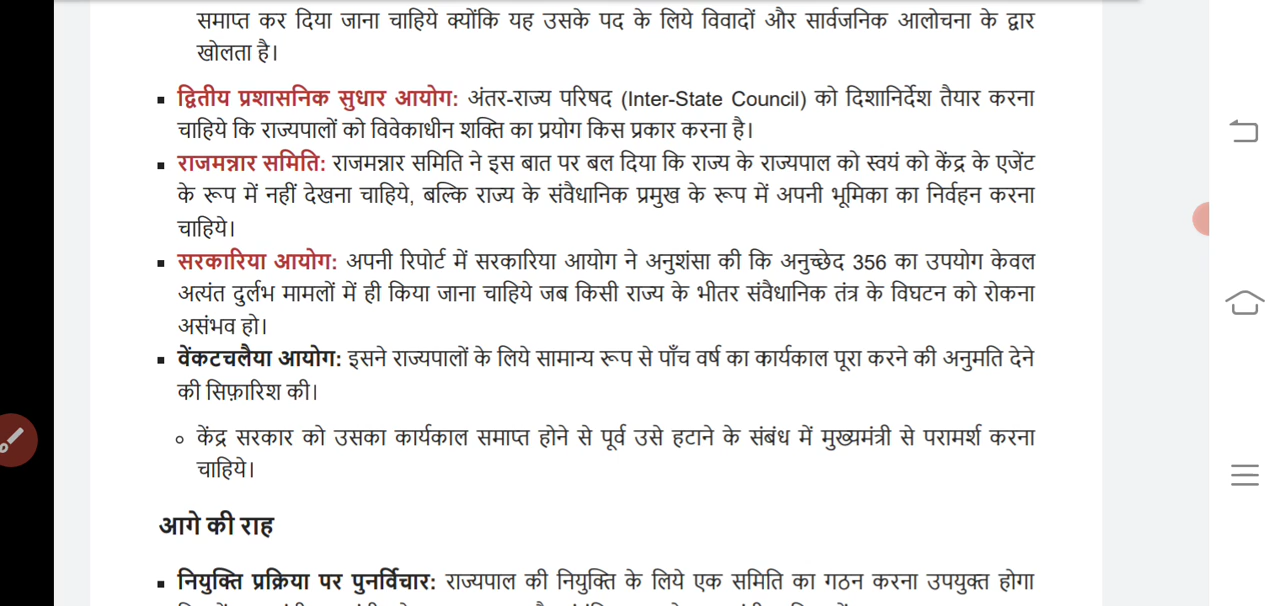 समाप्त कर दिया जाना चाहिये क्योंकि यह उसके पद के लिये विवादों और सार्वजनिक आलोचना के द्वार
खोलता है।
द्वितीय प्रशासनिक सुधार आयोग: अंतर-राज्य परिषद (Inter-State Council) को दिशानिर्देश तैयार करना
चाहिये कि राज्यपालों को विवेकाधीन शक्ति का प्रयोग किस प्रकार करना है।
राजमन्नार समिति: राजमन्नार समिति ने इस बात पर बल दिया कि राज्य के राज्यपाल को स्वयं को केंद्र के एजेंट
के रूप में नहीं देखना चाहिये, बल्कि राज्य के संवैधानिक प्रमुख के रूप में अपनी भूमिका का निर्वहन करना
चाहिये।
सरकारिया आयोग: अपनी रिपोर्ट में सरकारिया आयोग ने अनुशंसा की कि अनुच्छेद 356 का उपयोग केवल
अत्यंत दुर्लभ मामलों में ही किया जाना चाहिये जब किसी राज्य के भीतर संवैधानिक तंत्र के विघटन को रोकना
असंभव हो।
वेंकटचलैया आयोग: इसने राज्यपालों के लिये सामान्य रूप से पाँच वर्ष का कार्यकाल पूरा करने की अनुमति देने
की सिफ़ारिश की।
केंद्र सरकार को उसका कार्यकाल समाप्त होने से पूर्व उसे हटाने के संबंध में मुख्यमंत्री से परामर्श करना
चाहिये।
आगे की राह
नियुक्ति प्रक्रिया पर पुनर्विचार: राज्यपाल की नियुक्ति के लिये एक समिति का गठन करना उपयुक्त होगा